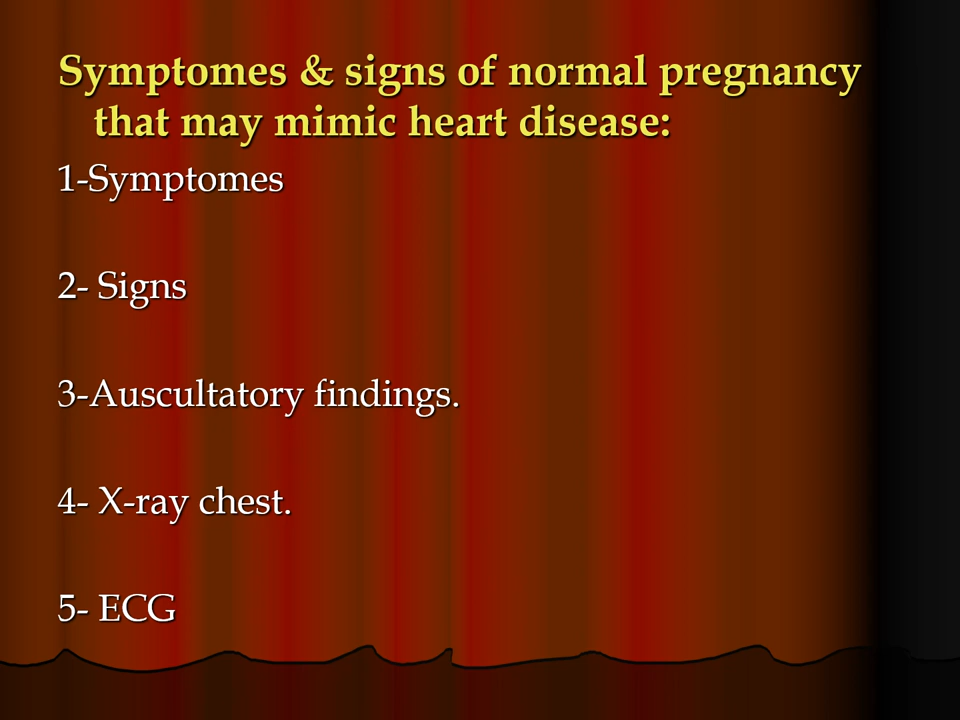 Symptomes & signs of normal pregnancy
that may mimic heart disease:
1-Symptomes
2- Signs
3-Auscultatory findings.
4- X-ray chest.
5- ECG